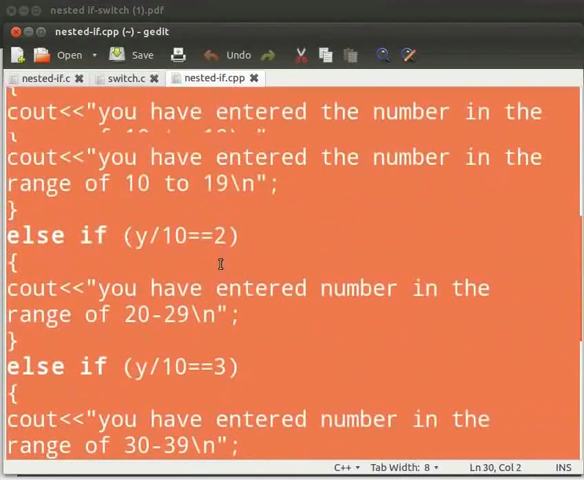 nested if-switch (1).pdf
nested-if.cpp (~) - gedit
Open Save Undo
nested-if.c switch.c nested-if.cpp
{
cout<<"you have entered the number in the
{
cout<<"you have entered the number in the
range of 10 to 19\n";
}
else if (y/10==2)
{
cout<<"you have entered number in the
range of 20-29\n";
}
else if (y/10==3)
{
cout<<"you have entered number in the
range of 30-39\n";
C++ Tab Width: 8 Ln 30, Col 2 INS